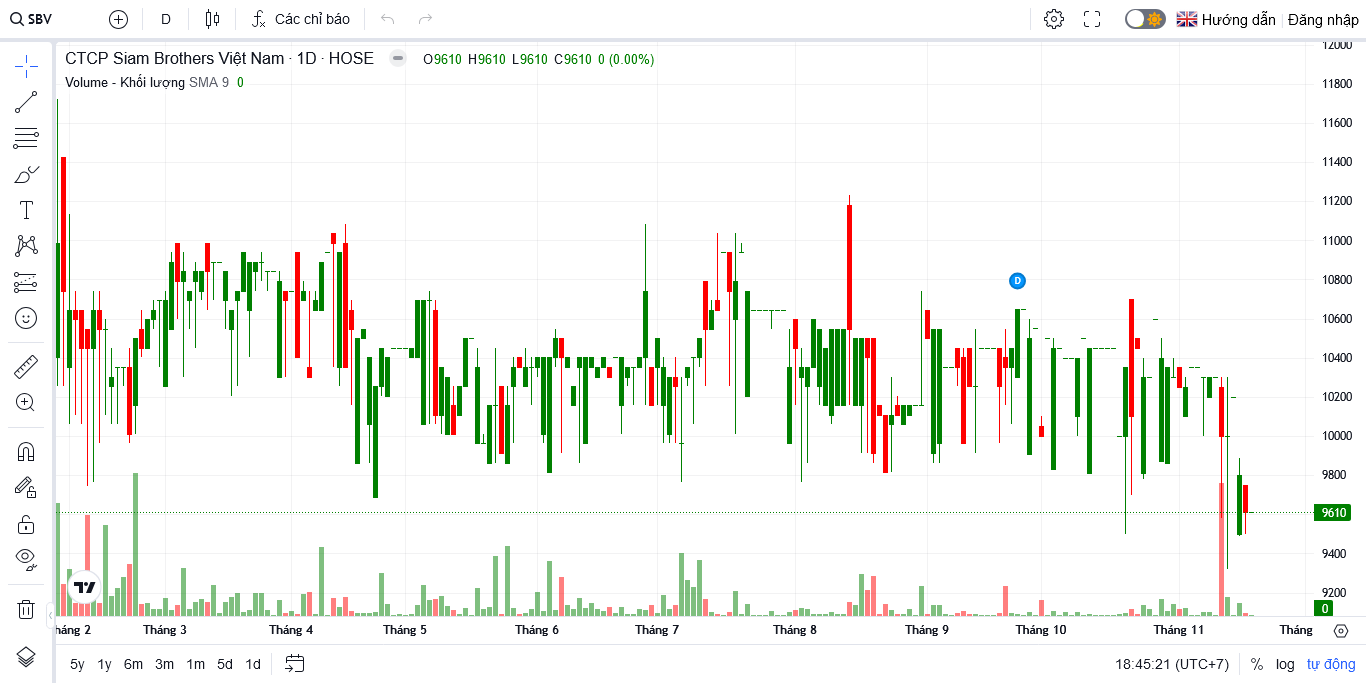 SBV D Các chỉ báo Hướng dẫn Đăng nhập
CTCP Siam Brothers Việt Nam · 1D · HOSE O9610 H9610 L9610 C9610 0 (0.00%)
Volume - Khối lượng SMA 9 0
12000
11800
11600
11400
11200
11000
10800
D
10600
10400
10200
10000
9800
9610
9400
9200
0
háng 2 Tháng 3 Tháng 4 Tháng 5 Tháng 6 Tháng 7 Tháng 8 Tháng 9 Tháng 10 Tháng 11 Tháng
5y 1y 6m 3m 1m 5d 1d 18:45:21 (UTC+7) % log tự động